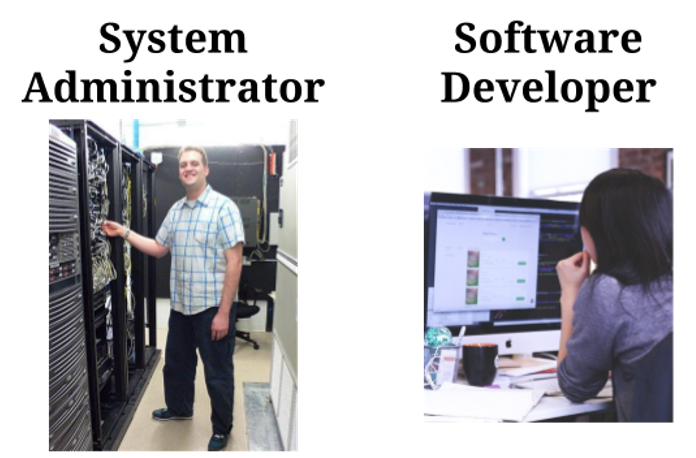 System
Administrator
Software
Developer